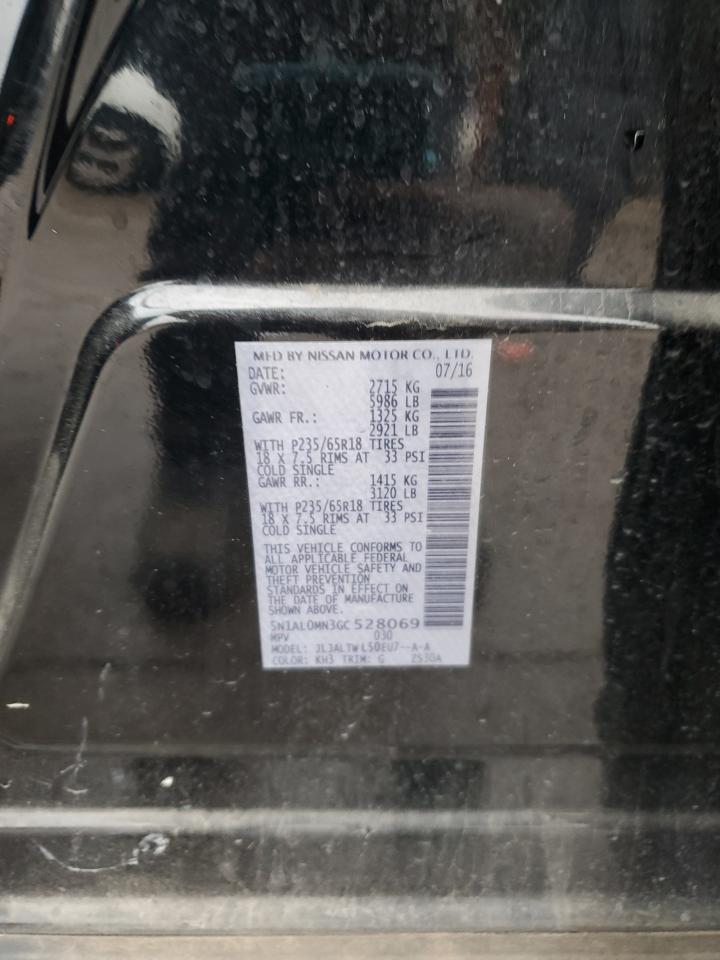 MFD BY NISSAN MOTOR CO., LTD.
DATE: 07/16
GVWR: 2715 KG
5986 LB
GAWR FR.: 1325 KG
2921 LB
WITH P235/65R18 TIRES
18 X 7.5 RIMS AT 33 PSI
COLD SINGLE
GAWR RR.: 1415 KG
3120 LB
WITH P235/65R18 TIRES
18 X 7.5 RIMS AT 33 PSI
COLD SINGLE
THIS VEHICLE CONFORMS TO
ALL APPLICABLE FEDERAL
MOTOR VEHICLE SAFETY AND
THEFT PREVENTION
STANDARDS IN EFFECT ON
THE DATE OF MANUFACTURE
SHOWN ABOVE.
5N1AL0MN3GC528069
MPV 030
MODEL: JL3ALTWL50EU7--A-A
COLOR: KH3 TRIM: G ZS30A